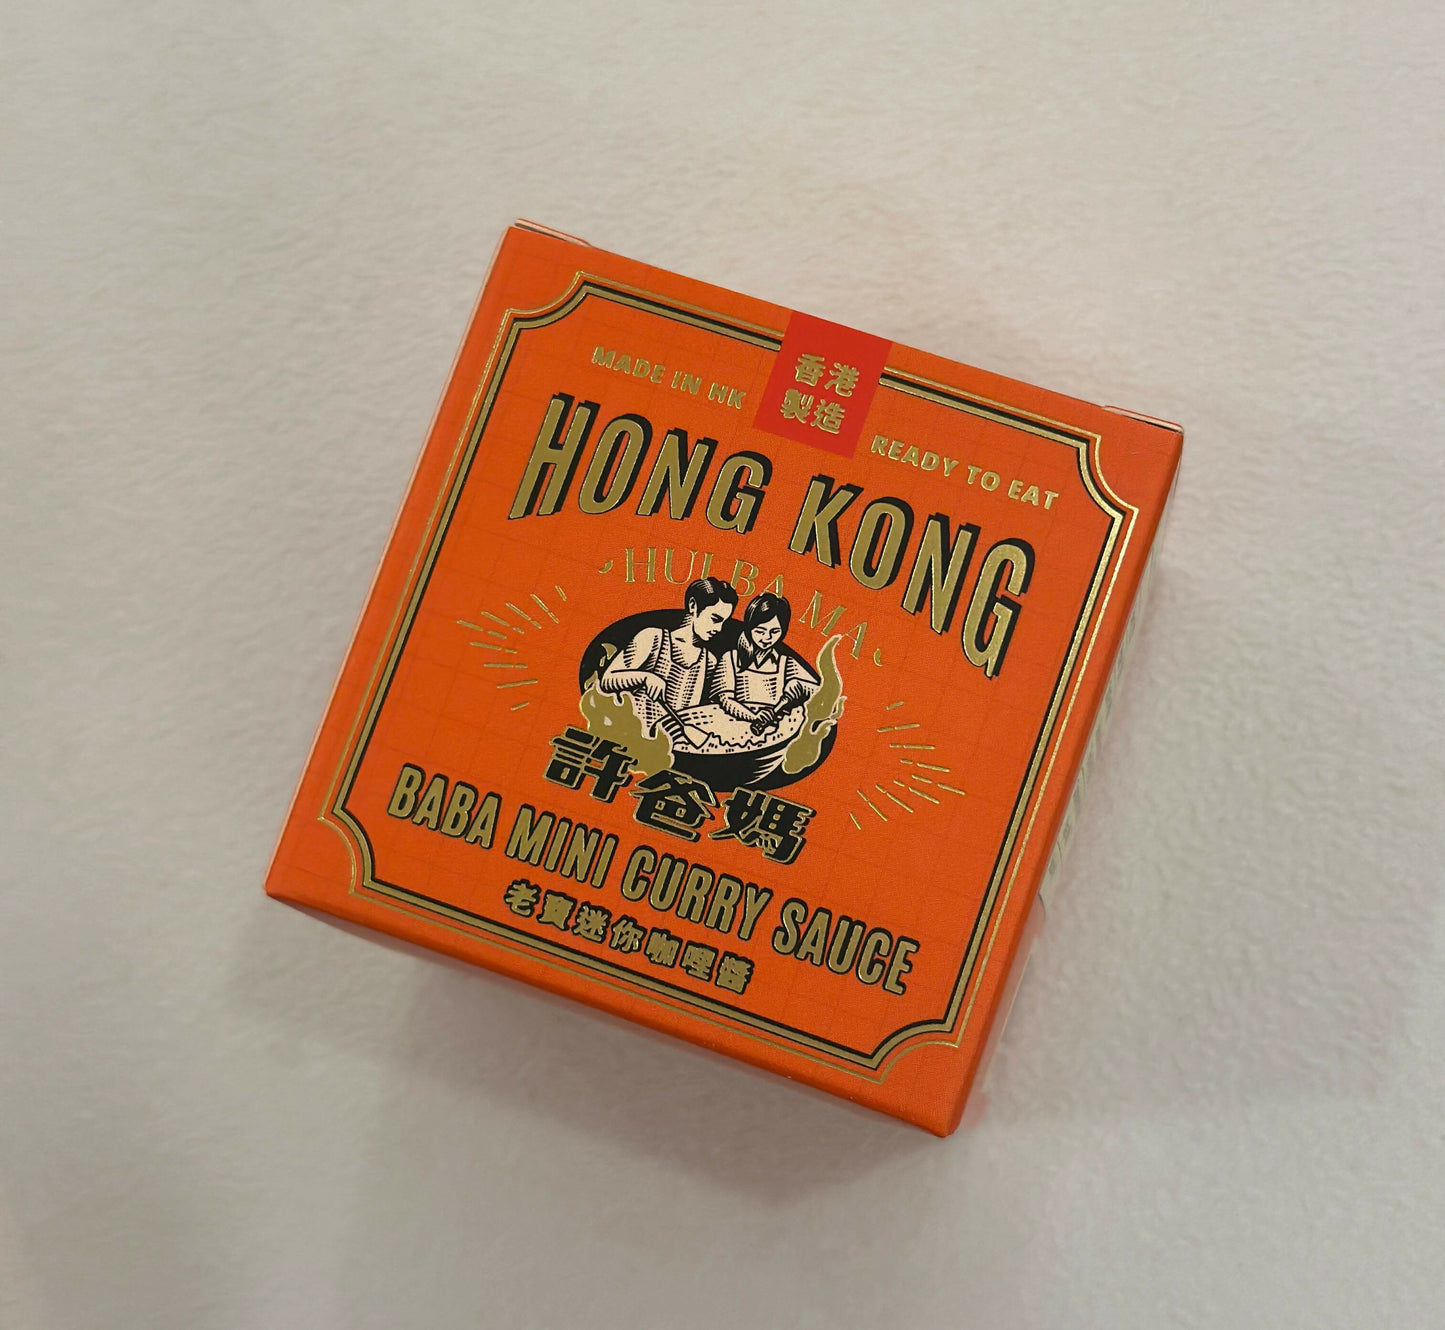 MADE IN HK
香港
製造
READY TO EAT
HONG KONG
HUI BA MA
許爸媽
BABA MINI CURRY SAUCE
老竇迷你咖喱醬